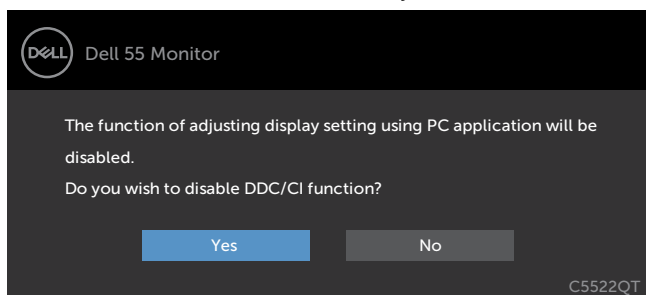 DELL Dell 55 Monitor
The function of adjusting display setting using PC application will be
disabled.
Do you wish to disable DDC/CI function?
Yes No
C5522QT